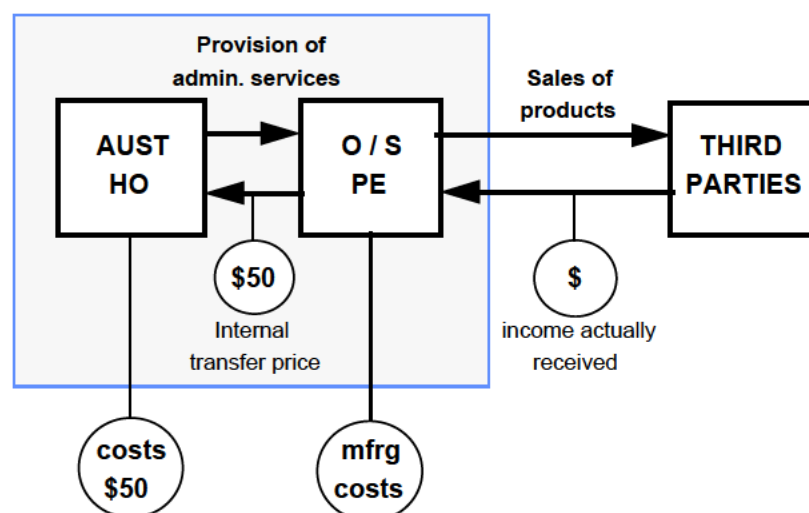 Provision of
admin. services
Sales of
products
AUST
HO
O / S
PE
THIRD
PARTIES
$50
$
Internal
transfer price
income actually
received
costs
$50
mfrg
costs